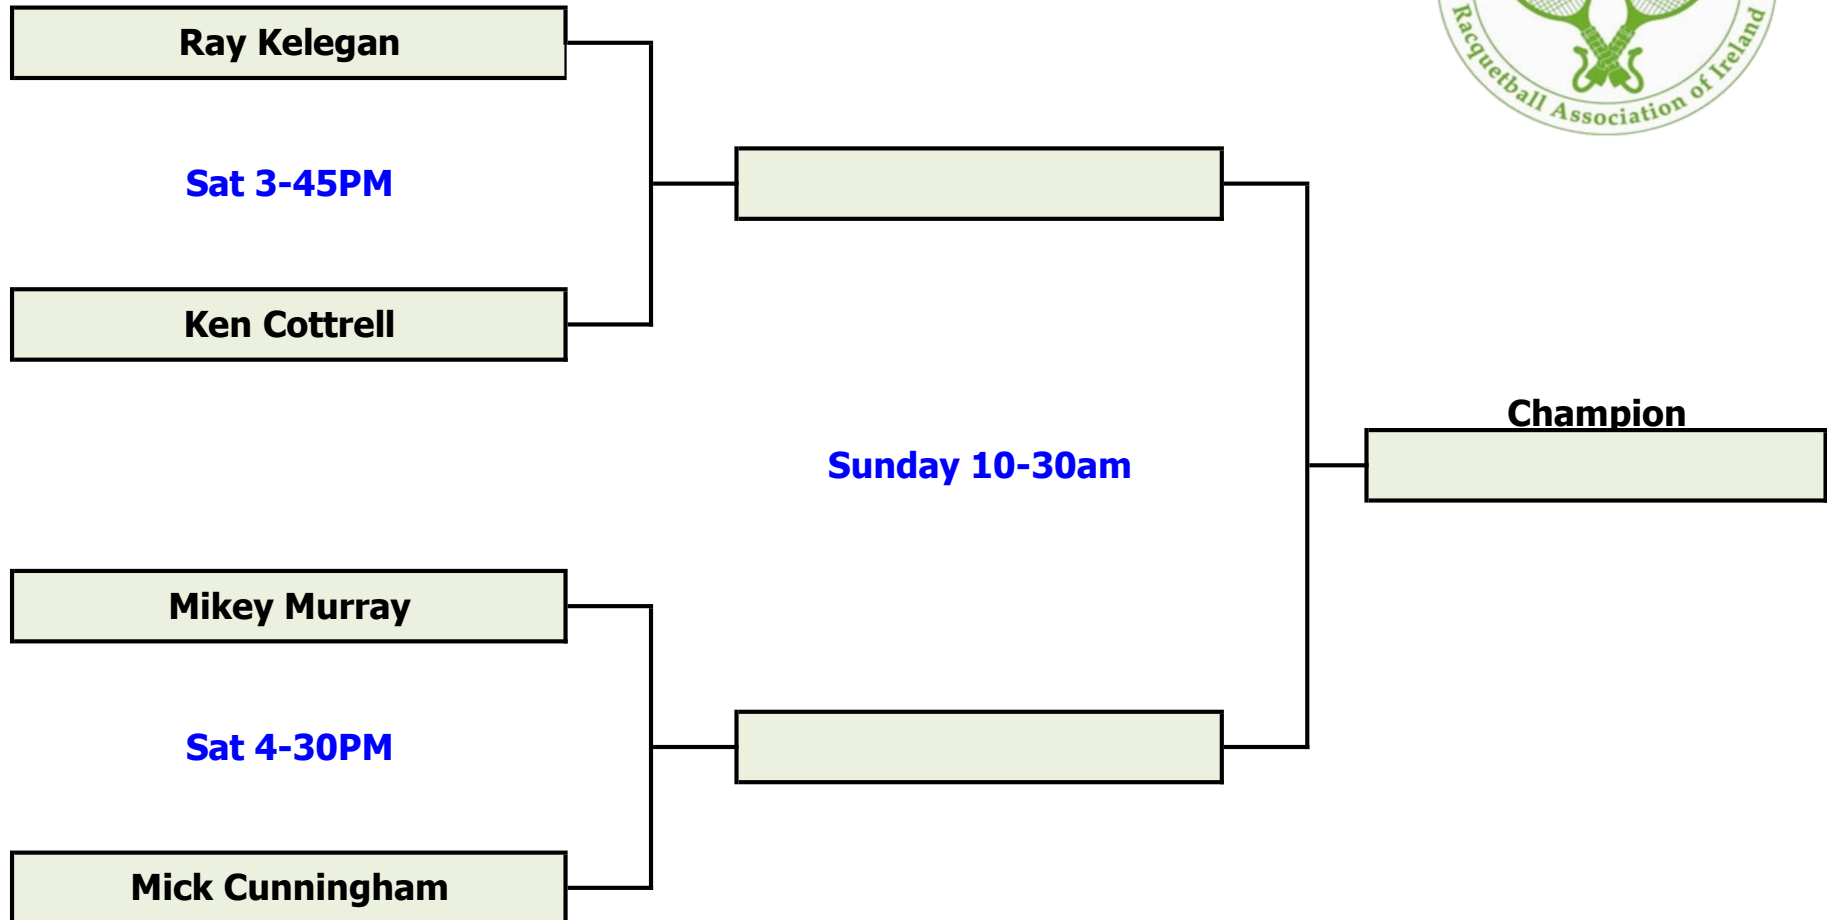 Racquetball Association of Ireland
Ray Kelegan
Sat 3-45PM
Ken Cottrell
Champion
Sunday 10-30am
Mikey Murray
Sat 4-30PM
Mick Cunningham